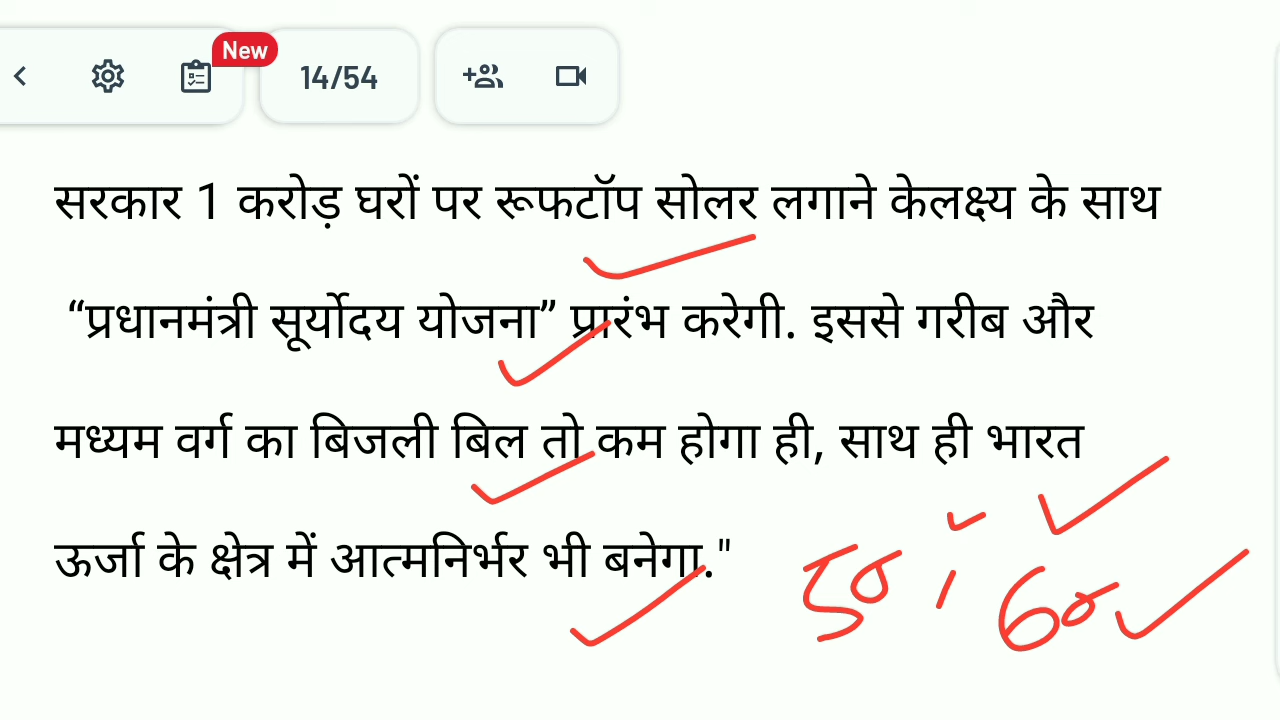 New
14/54
सरकार 1 करोड़ घरों पर रूफटॉप सोलर लगाने केलक्ष्य के साथ
“प्रधानमंत्री सूर्योदय योजना” प्रारंभ करेगी. इससे गरीब और
मध्यम वर्ग का बिजली बिल तो कम होगा ही, साथ ही भारत
ऊर्जा के क्षेत्र में आत्मनिर्भर भी बनेगा."
50, 60